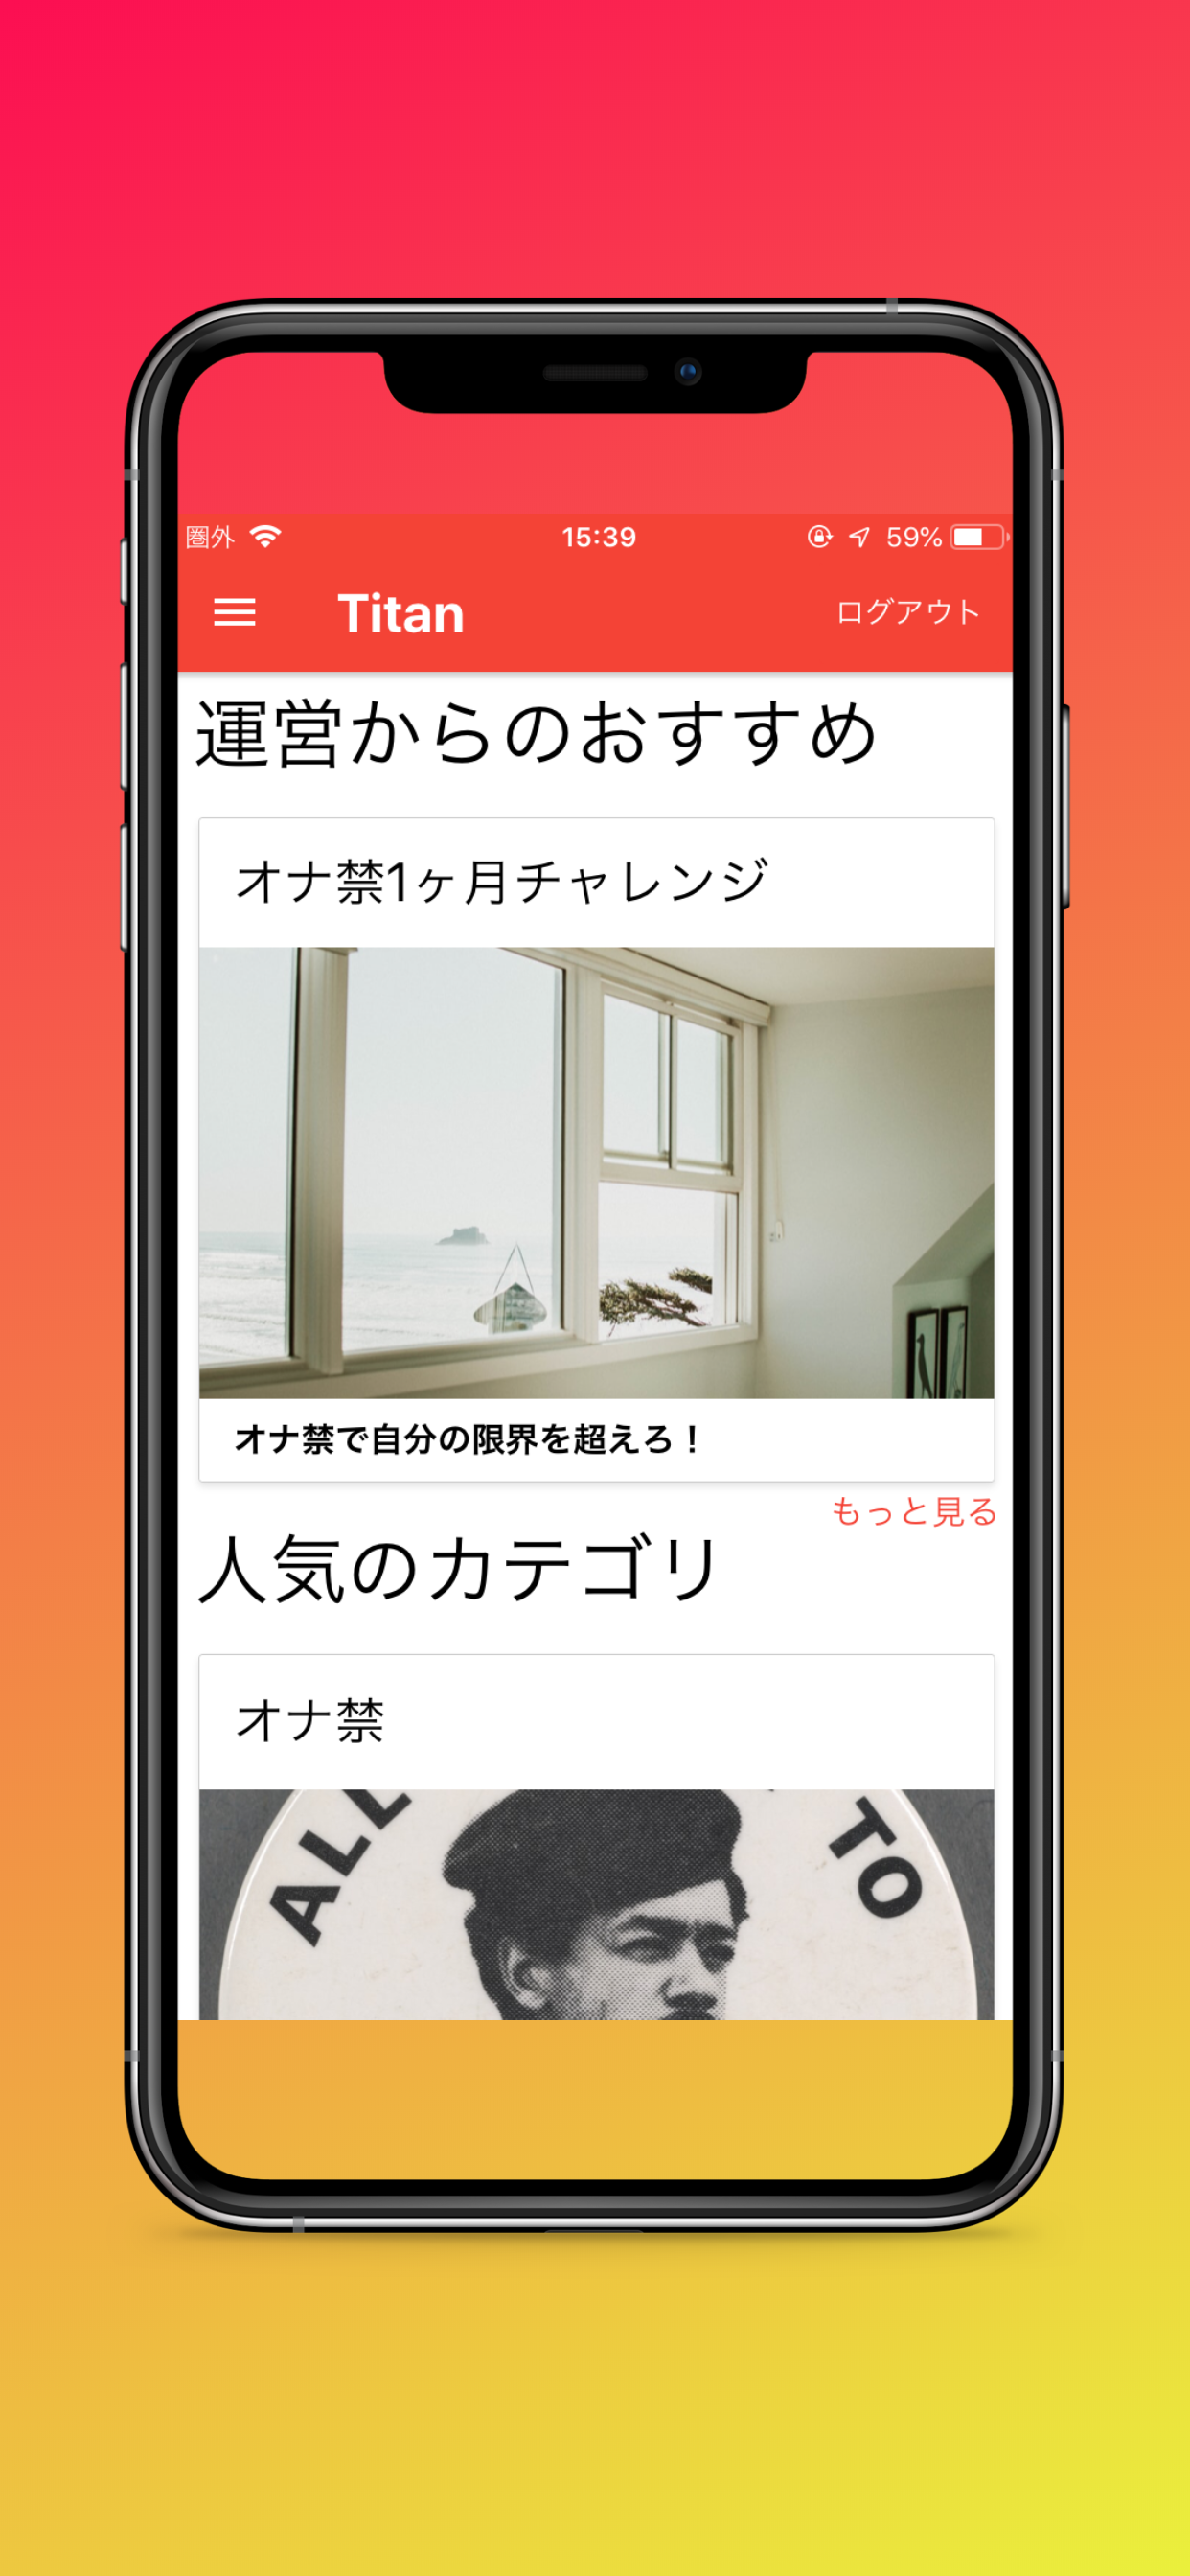 圏外 15:39 59%
Titan ログアウト
運営からのおすすめ
オナ禁1ヶ月チャレンジ
オナ禁で自分の限界を超えろ！
もっと見る
人気のカテゴリ
オナ禁
ALL TO